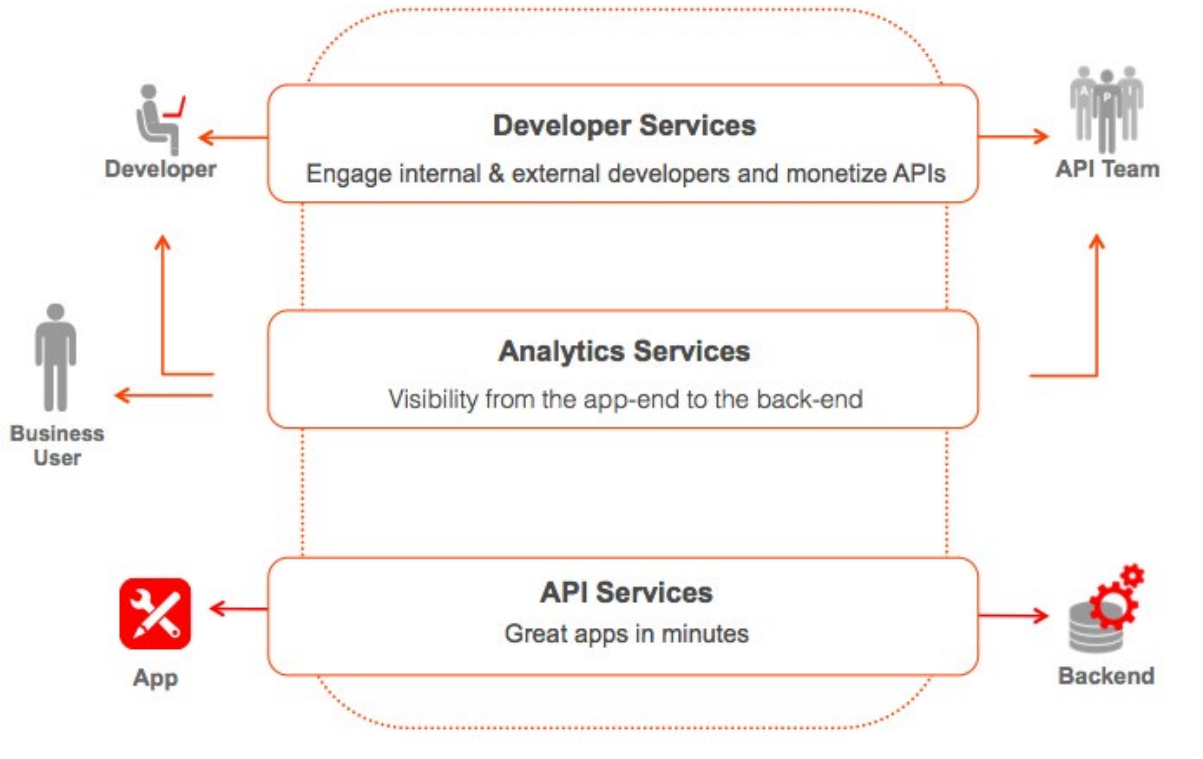 Developer Services
Engage internal & external developers and monetize APIs
Developer
A P I
API Team
Analytics Services
Visibility from the app-end to the back-end
Business
User
API Services
Great apps in minutes
App
Backend